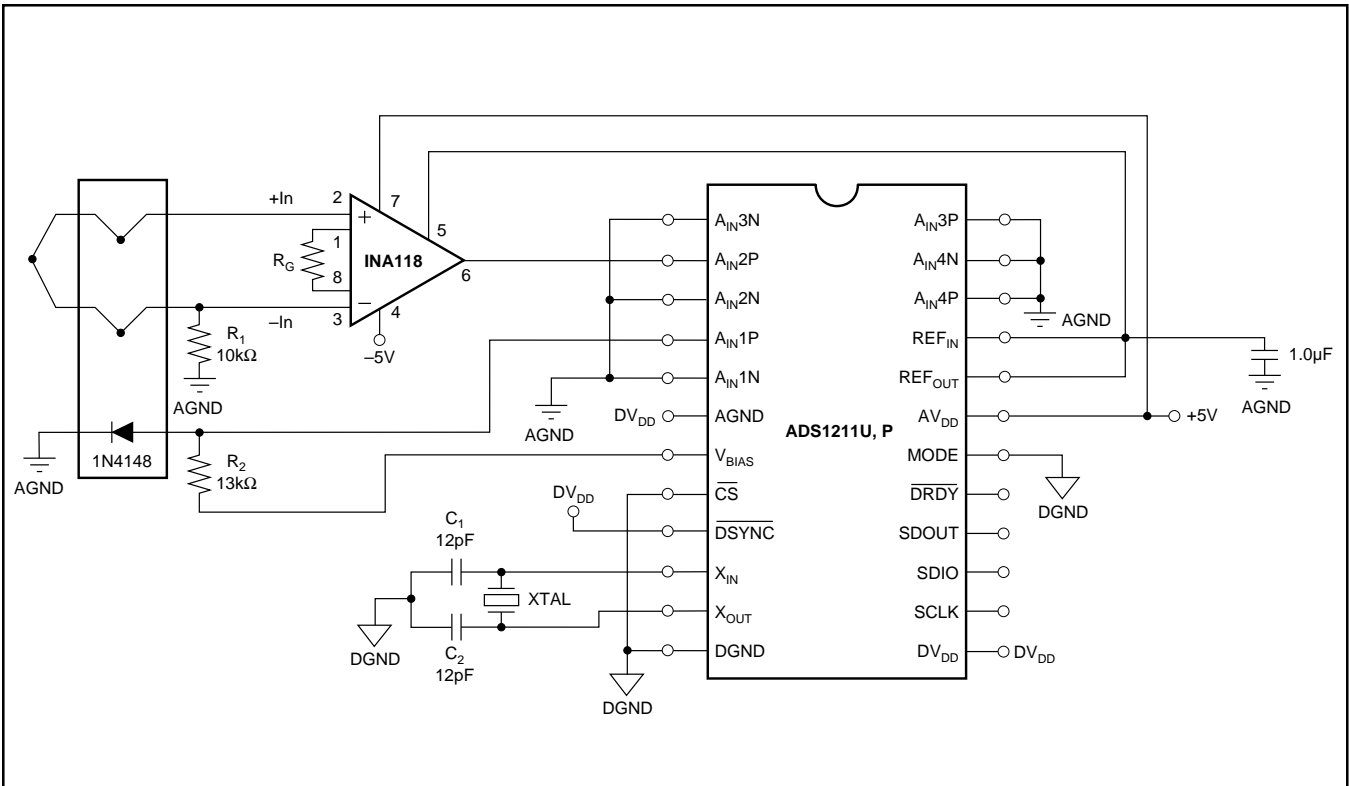 +In
2
7
+
1
5
R_G
INA118
8
6
−
–In
3
4
–5V
R_1
10kΩ
AGND
1N4148
AGND
R_2
13kΩ
A_IN3N
A_IN2P
A_IN2N
A_IN1P
A_IN1N
AGND
DV_DD
AGND
V_BIAS
CS
DV_DD
DSYNC
C_1
12pF
X_IN
XTAL
X_OUT
DGND
C_2
12pF
DGND
DGND
ADS1211U, P
A_IN3P
A_IN4N
A_IN4P
AGND
REF_IN
1.0µF
REF_OUT
AGND
AV_DD
+5V
MODE
DRDY
DGND
SDOUT
SDIO
SCLK
DV_DD
DV_DD